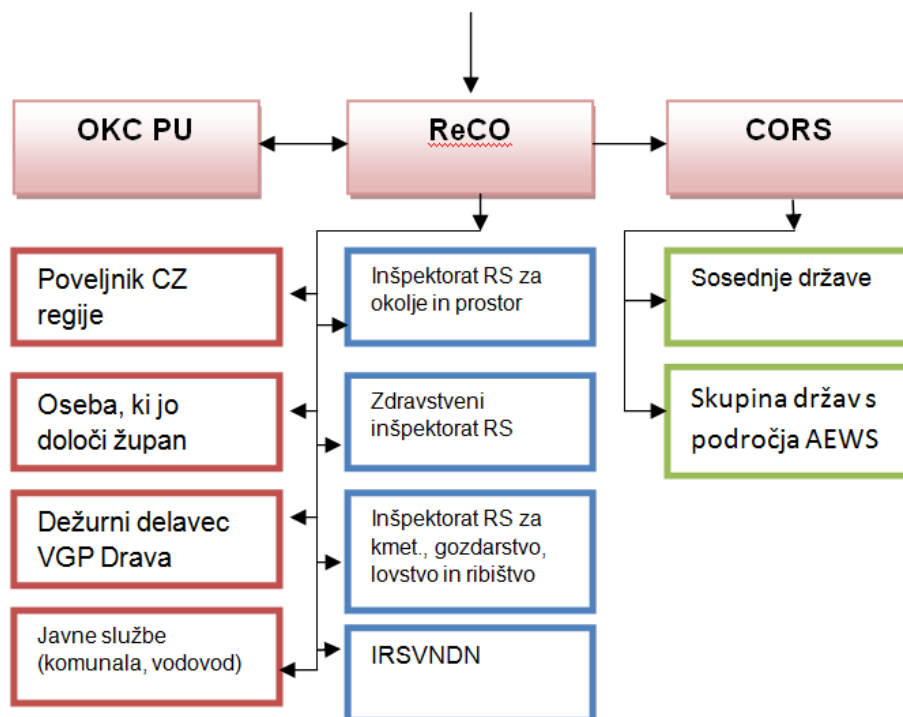 OKC PU
ReCO
CORS
Poveljnik CZ
regije
Inšpektorat RS za
okolje in prostor
Sosednje države
Oseba, ki jo
določi župan
Zdravstveni
inšpektorat RS
Skupina držav s
področja AEWS
Dežurni delavec
VGP Drava
Inšpektorat RS za
kmet., gozdarstvo,
lovstvo in ribištvo
Javne službe
(komunala, vodovod)
IRSVNDN